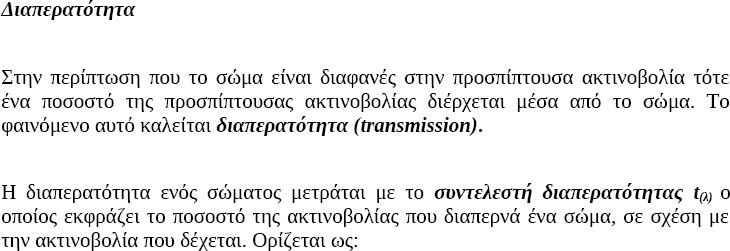 Διαπερατότητα
Στην περίπτωση που το σώμα είναι διαφανές στην προσπίπτουσα ακτινοβολία τότε
ένα ποσοστό της προσπίπτουσας ακτινοβολίας διέρχεται μέσα από το σώμα. Το
φαινόμενο αυτό καλείται διαπερατότητα (transmission).
Η διαπερατότητα ενός σώματος μετράται με το συντελεστή διαπερατότητας t(λ) ο
οποίος εκφράζει το ποσοστό της ακτινοβολίας που διαπερνά ένα σώμα, σε σχέση με
την ακτινοβολία που δέχεται. Ορίζεται ως: